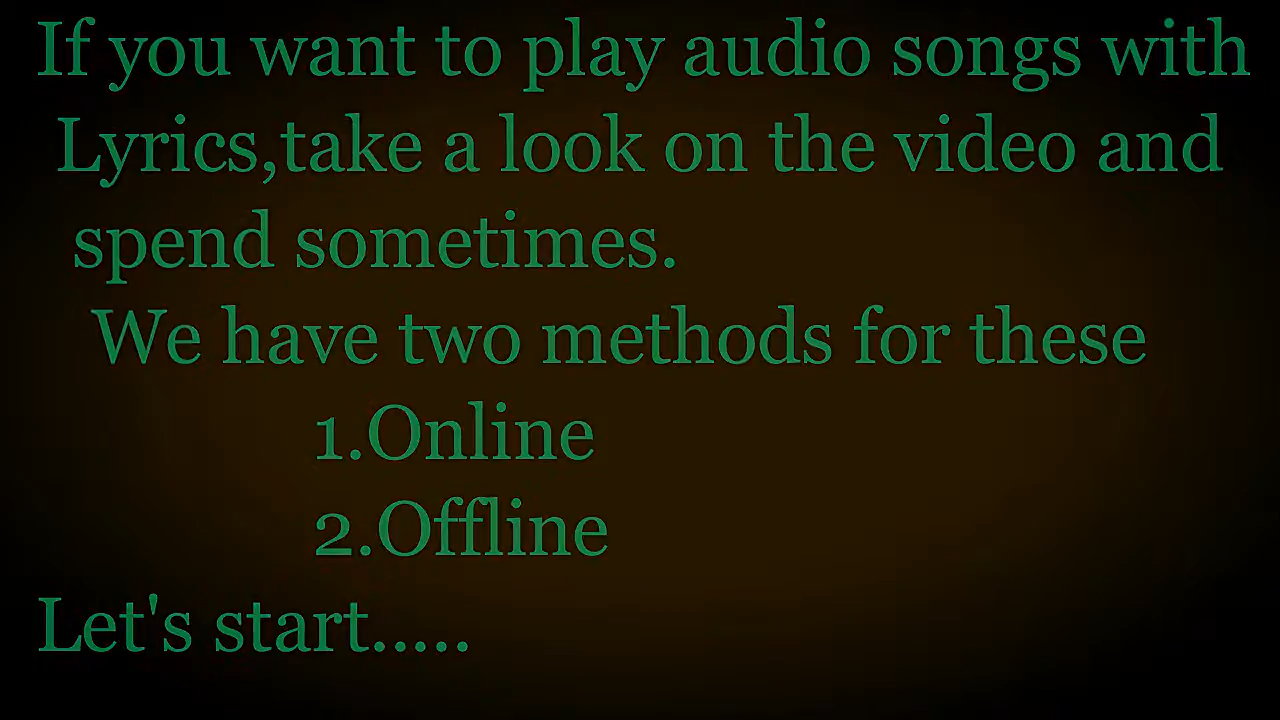 If you want to play audio songs with
Lyrics,take a look on the video and
spend sometimes.
We have two methods for these
1.Online
2.Offline
Let's start.....